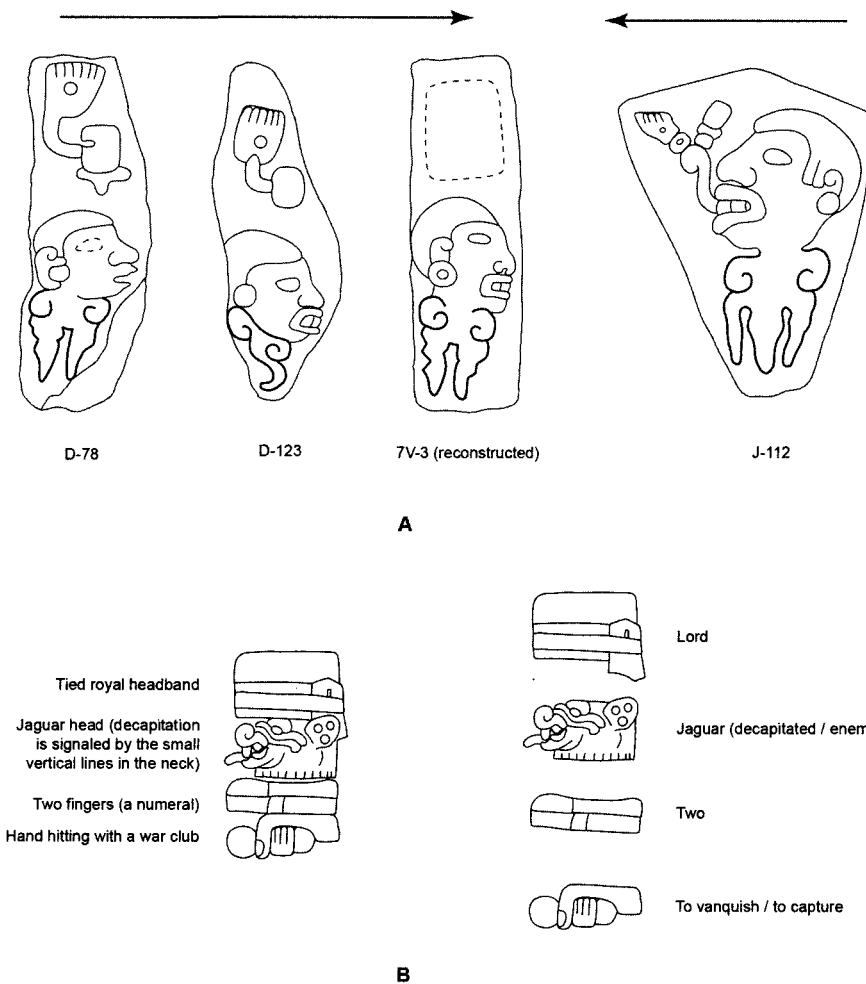 D-78
D-123
7V-3 (reconstructed)
J-112
A
Tied royal headband
Jaguar head (decapitation
is signaled by the small
vertical lines in the neck)
Two fingers (a numeral)
Hand hitting with a war club
Lord
Jaguar (decapitated / enem
Two
To vanquish / to capture
B